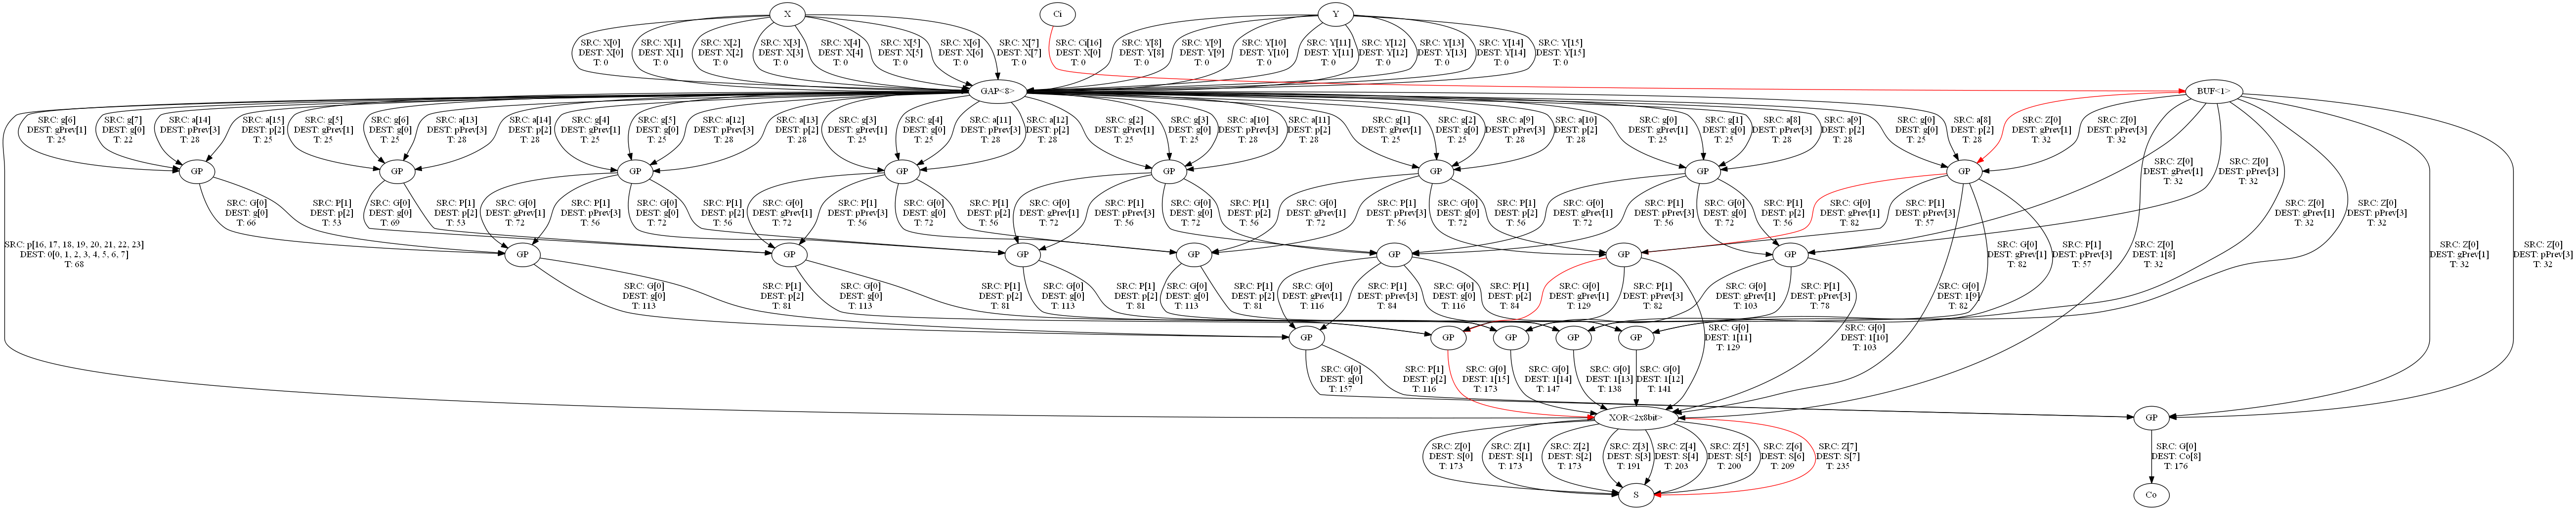 X
Ci
Y
SRC: X[0]
DEST: X[0]
T: 0
SRC: X[1]
DEST: X[1]
T: 0
SRC: X[2]
DEST: X[2]
T: 0
SRC: X[3]
DEST: X[3]
T: 0
SRC: X[4]
DEST: X[4]
T: 0
SRC: X[5]
DEST: X[5]
T: 0
SRC: X[6]
DEST: X[6]
T: 0
SRC: X[7]
DEST: X[7]
T: 0
SRC: Ci[16]
DEST: X[0]
T: 0
SRC: Y[8]
DEST: Y[8]
T: 0
SRC: Y[9]
DEST: Y[9]
T: 0
SRC: Y[10]
DEST: Y[10]
T: 0
SRC: Y[11]
DEST: Y[11]
T: 0
SRC: Y[12]
DEST: Y[12]
T: 0
SRC: Y[13]
DEST: Y[13]
T: 0
SRC: Y[14]
DEST: Y[14]
T: 0
SRC: Y[15]
DEST: Y[15]
T: 0
GAP<8>
BUF<1>
SRC: g[6]
DEST: gPrev[1]
T: 25
SRC: g[7]
DEST: g[0]
T: 22
SRC: a[14]
DEST: pPrev[3]
T: 28
SRC: a[15]
DEST: p[2]
T: 25
SRC: g[5]
DEST: gPrev[1]
T: 25
SRC: g[6]
DEST: g[0]
T: 25
SRC: a[13]
DEST: pPrev[3]
T: 28
SRC: a[14]
DEST: p[2]
T: 28
SRC: g[4]
DEST: gPrev[1]
T: 25
SRC: g[5]
DEST: g[0]
T: 25
SRC: a[12]
DEST: pPrev[3]
T: 28
SRC: a[13]
DEST: p[2]
T: 28
SRC: g[3]
DEST: gPrev[1]
T: 25
SRC: g[4]
DEST: g[0]
T: 25
SRC: a[11]
DEST: pPrev[3]
T: 28
SRC: a[12]
DEST: p[2]
T: 28
SRC: g[2]
DEST: gPrev[1]
T: 25
SRC: g[3]
DEST: g[0]
T: 25
SRC: a[10]
DEST: pPrev[3]
T: 28
SRC: a[11]
DEST: p[2]
T: 28
SRC: g[1]
DEST: gPrev[1]
T: 25
SRC: g[2]
DEST: g[0]
T: 25
SRC: a[9]
DEST: pPrev[3]
T: 28
SRC: a[10]
DEST: p[2]
T: 28
SRC: g[0]
DEST: gPrev[1]
T: 25
SRC: g[1]
DEST: g[0]
T: 25
SRC: a[8]
DEST: pPrev[3]
T: 28
SRC: a[9]
DEST: p[2]
T: 28
SRC: g[0]
DEST: g[0]
T: 25
SRC: a[8]
DEST: p[2]
T: 28
SRC: Z[0]
DEST: gPrev[1]
T: 32
SRC: Z[0]
DEST: pPrev[3]
T: 32
GP
GP
GP
GP
GP
GP
GP
GP
SRC: Z[0]
DEST: gPrev[1]
T: 32
SRC: Z[0]
DEST: pPrev[3]
T: 32
SRC: G[0]
DEST: g[0]
T: 66
SRC: P[1]
DEST: p[2]
T: 53
SRC: G[0]
DEST: g[0]
T: 69
SRC: P[1]
DEST: p[2]
T: 53
SRC: G[0]
DEST: gPrev[1]
T: 72
SRC: P[1]
DEST: pPrev[3]
T: 56
SRC: G[0]
DEST: g[0]
T: 72
SRC: P[1]
DEST: p[2]
T: 56
SRC: G[0]
DEST: gPrev[1]
T: 72
SRC: P[1]
DEST: pPrev[3]
T: 56
SRC: G[0]
DEST: g[0]
T: 72
SRC: P[1]
DEST: p[2]
T: 56
SRC: G[0]
DEST: gPrev[1]
T: 72
SRC: P[1]
DEST: pPrev[3]
T: 56
SRC: G[0]
DEST: g[0]
T: 72
SRC: P[1]
DEST: p[2]
T: 56
SRC: G[0]
DEST: gPrev[1]
T: 72
SRC: P[1]
DEST: pPrev[3]
T: 56
SRC: G[0]
DEST: g[0]
T: 72
SRC: P[1]
DEST: p[2]
T: 56
SRC: G[0]
DEST: gPrev[1]
T: 72
SRC: P[1]
DEST: pPrev[3]
T: 56
SRC: G[0]
DEST: g[0]
T: 72
SRC: P[1]
DEST: p[2]
T: 56
SRC: G[0]
DEST: gPrev[1]
T: 82
SRC: P[1]
DEST: pPrev[3]
T: 57
SRC: Z[0]
DEST: gPrev[1]
T: 32
SRC: Z[0]
DEST: pPrev[3]
T: 32
SRC: p[16, 17, 18, 19, 20, 21, 22, 23]
DEST: 0[0, 1, 2, 3, 4, 5, 6, 7]
T: 68
GP
GP
GP
GP
GP
GP
GP
SRC: G[0]
DEST: gPrev[1]
T: 82
SRC: P[1]
DEST: pPrev[3]
T: 57
SRC: Z[0]
DEST: 1[8]
T: 32
SRC: Z[0]
DEST: gPrev[1]
T: 32
SRC: Z[0]
DEST: pPrev[3]
T: 32
SRC: G[0]
DEST: g[0]
T: 113
SRC: P[1]
DEST: p[2]
T: 81
SRC: G[0]
DEST: g[0]
T: 113
SRC: P[1]
DEST: p[2]
T: 81
SRC: G[0]
DEST: g[0]
T: 113
SRC: P[1]
DEST: p[2]
T: 81
SRC: G[0]
DEST: g[0]
T: 113
SRC: P[1]
DEST: p[2]
T: 81
SRC: G[0]
DEST: gPrev[1]
T: 116
SRC: P[1]
DEST: pPrev[3]
T: 84
SRC: G[0]
DEST: g[0]
T: 116
SRC: P[1]
DEST: p[2]
T: 84
SRC: G[0]
DEST: gPrev[1]
T: 129
SRC: P[1]
DEST: pPrev[3]
T: 82
SRC: G[0]
DEST: gPrev[1]
T: 103
SRC: P[1]
DEST: pPrev[3]
T: 78
SRC: G[0]
DEST: 1[9]
T: 82
SRC: G[0]
DEST: 1[11]
T: 129
SRC: G[0]
DEST: 1[10]
T: 103
GP
GP
GP
GP
GP
SRC: G[0]
DEST: g[0]
T: 157
SRC: P[1]
DEST: p[2]
T: 116
SRC: G[0]
DEST: 1[15]
T: 173
SRC: G[0]
DEST: 1[14]
T: 147
SRC: G[0]
DEST: 1[13]
T: 138
SRC: G[0]
DEST: 1[12]
T: 141
XOR<2x8bit>
GP
SRC: Z[0]
DEST: S[0]
T: 173
SRC: Z[1]
DEST: S[1]
T: 173
SRC: Z[2]
DEST: S[2]
T: 173
SRC: Z[3]
DEST: S[3]
T: 191
SRC: Z[4]
DEST: S[4]
T: 203
SRC: Z[5]
DEST: S[5]
T: 200
SRC: Z[6]
DEST: S[6]
T: 209
SRC: Z[7]
DEST: S[7]
T: 235
SRC: G[0]
DEST: Co[8]
T: 176
S
Co